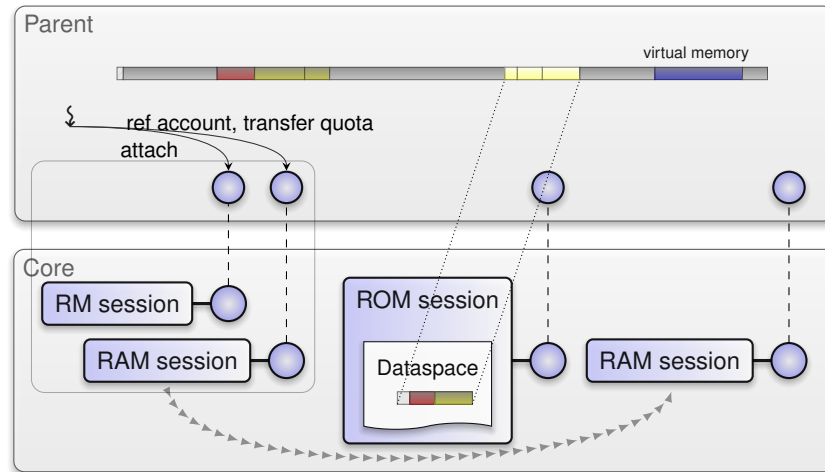 Parent
virtual memory
ref account, transfer quota
attach
Core
RM session
ROM session
RAM session
Dataspace
RAM session